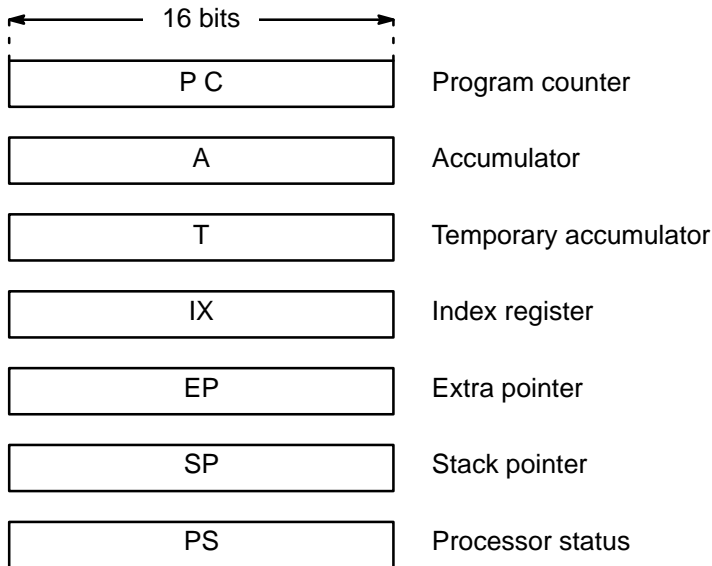 16 bits
P C Program counter
A Accumulator
T Temporary accumulator
IX Index register
EP Extra pointer
SP Stack pointer
PS Processor status